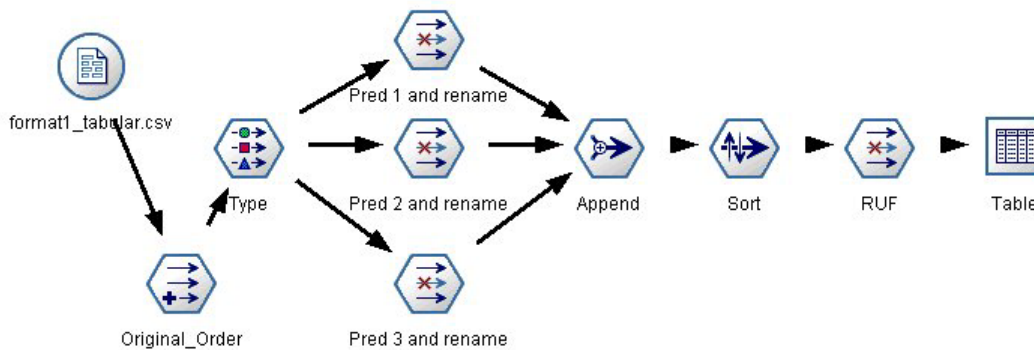 format1_tabular.csv
Original_Order
Type
Pred 1 and rename
Pred 2 and rename
Pred 3 and rename
Append
Sort
RUF
Table